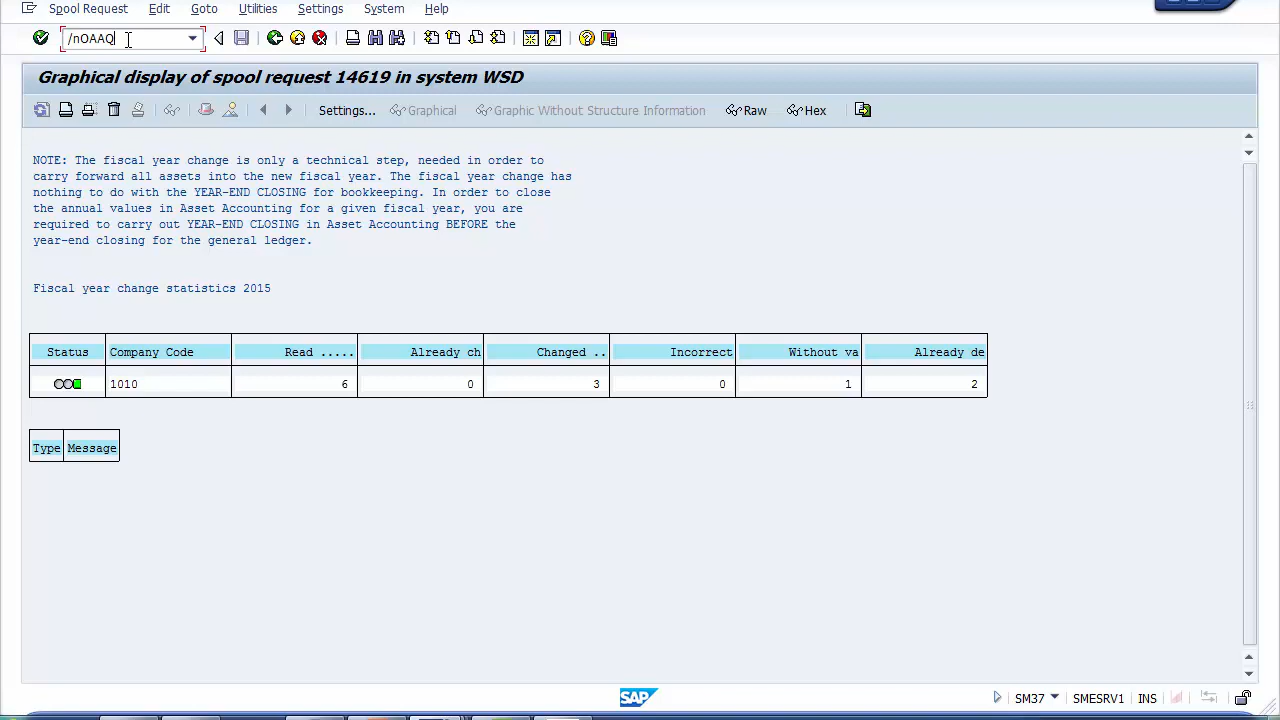 Spool Request Edit Goto Utilities Settings System Help
/nOAAQ
Graphical display of spool request 14619 in system WSD
Settings... Graphical Graphic Without Structure Information Raw Hex
NOTE: The fiscal year change is only a technical step, needed in order to
carry forward all assets into the new fiscal year. The fiscal year change has
nothing to do with the YEAR-END CLOSING for bookkeeping. In order to close
the annual values in Asset Accounting for a given fiscal year, you are
required to carry out YEAR-END CLOSING in Asset Accounting BEFORE the
year-end closing for the general ledger.
Fiscal year change statistics 2015
Status Company Code Read ..... Already ch Changed .. Incorrect Without va Already de
1010 6 0 3 0 1 2
Type Message
SAP SM37 SMESRV1 INS